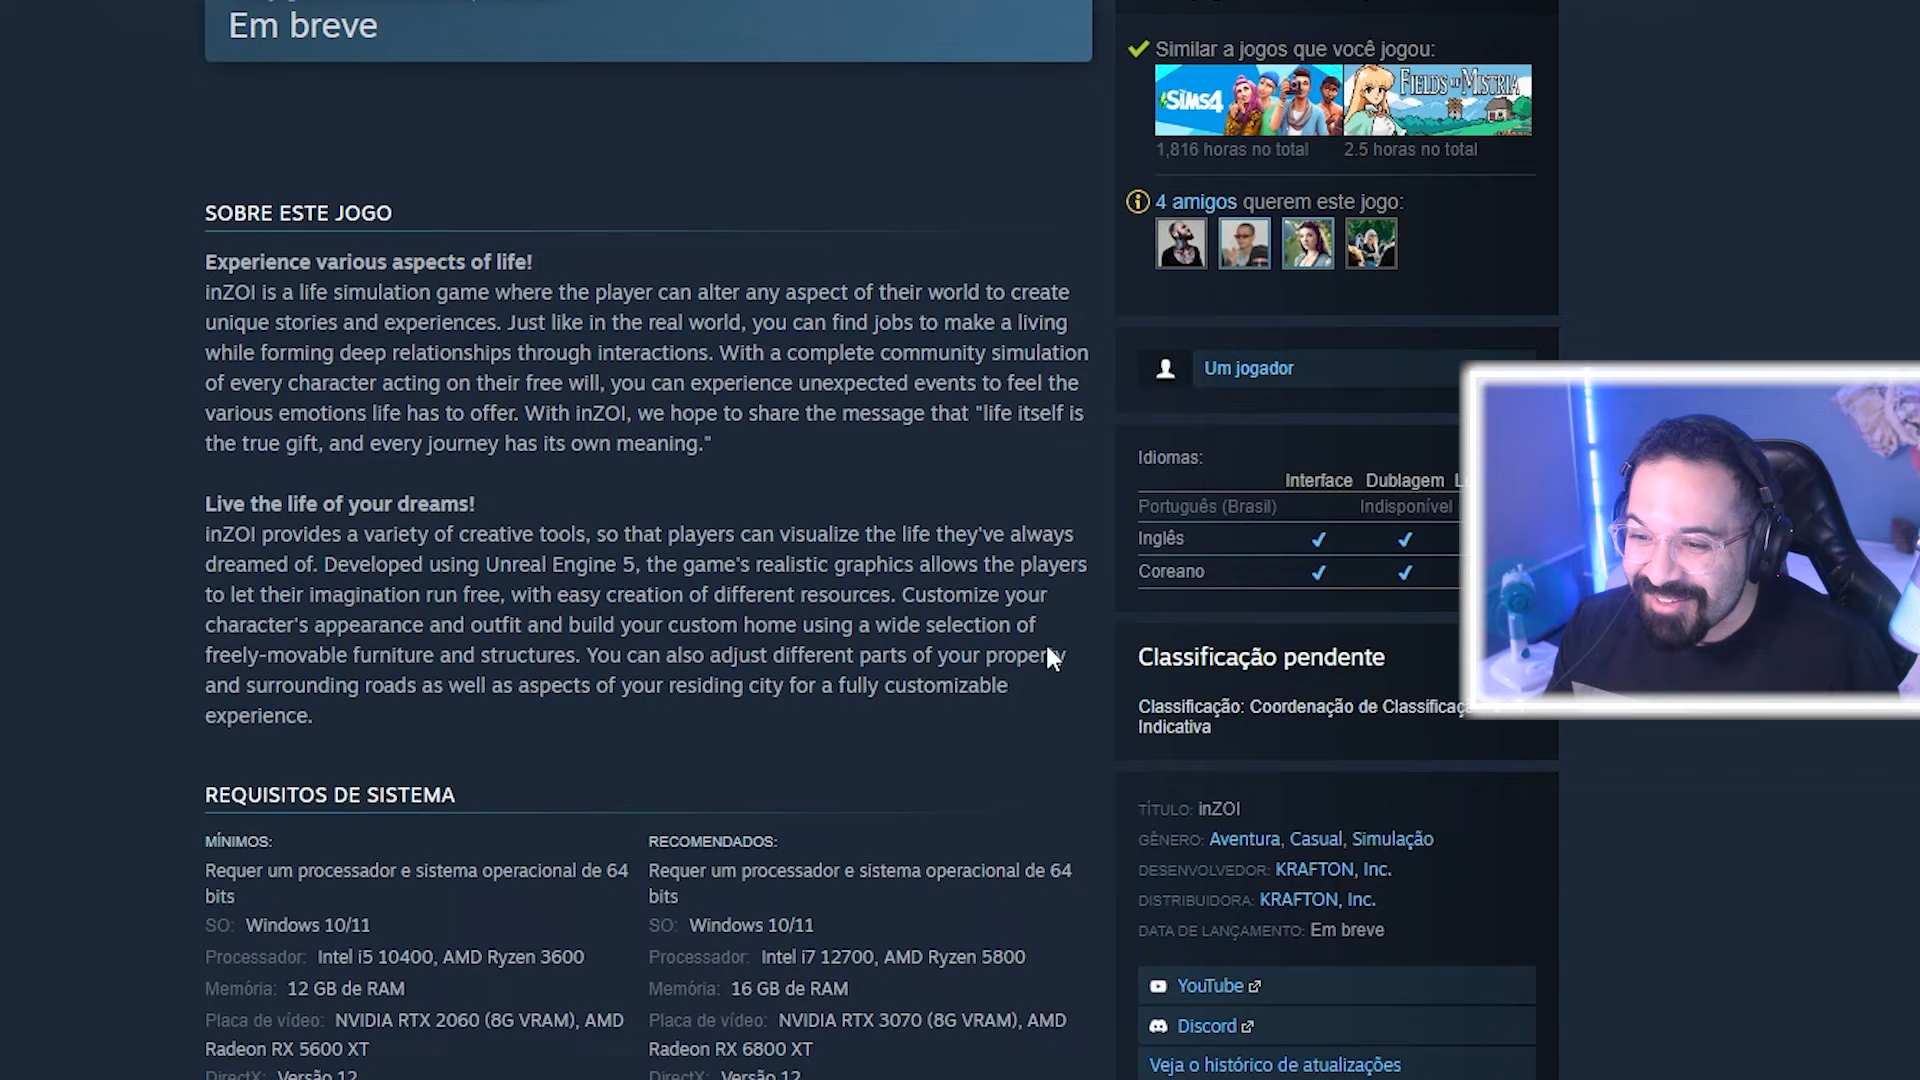 Em breve
SOBRE ESTE JOGO
Experience various aspects of life!
inZOI is a life simulation game where the player can alter any aspect of their world to create
unique stories and experiences. Just like in the real world, you can find jobs to make a living
while forming deep relationships through interactions. With a complete community simulation
of every character acting on their free will, you can experience unexpected events to feel the
various emotions life has to offer. With inZOI, we hope to share the message that "life itself is
the true gift, and every journey has its own meaning."
Live the life of your dreams!
inZOI provides a variety of creative tools, so that players can visualize the life they've always
dreamed of. Developed using Unreal Engine 5, the game's realistic graphics allows the players
to let their imagination run free, with easy creation of different resources. Customize your
character's appearance and outfit and build your custom home using a wide selection of
freely-movable furniture and structures. You can also adjust different parts of your property
and surrounding roads as well as aspects of your residing city for a fully customizable
experience.
REQUISITOS DE SISTEMA
MÍNIMOS:
Requer um processador e sistema operacional de 64
bits
SO: Windows 10/11
Processador: Intel i5 10400, AMD Ryzen 3600
Memória: 12 GB de RAM
Placa de vídeo: NVIDIA RTX 2060 (8G VRAM), AMD
Radeon RX 5600 XT
DirectX: Versão 12
RECOMENDADOS:
Requer um processador e sistema operacional de 64
bits
SO: Windows 10/11
Processador: Intel i7 12700, AMD Ryzen 5800
Memória: 16 GB de RAM
Placa de vídeo: NVIDIA RTX 3070 (8G VRAM), AMD
Radeon RX 6800 XT
DirectX: Versão 12
Similar a jogos que você jogou:
THE SIMS 4
FIELDS OF MISTRIA
1,816 horas no total
2.5 horas no total
4 amigos querem este jogo:
Um jogador
Idiomas:
Interface Dublagem L
Português (Brasil) Indisponível
Inglês ✔ ✔
Coreano ✔ ✔
Classificação pendente
Classificação: Coordenação de Classificaç
Indicativa
TÍTULO: inZOI
GÊNERO: Aventura, Casual, Simulação
DESENVOLVEDOR: KRAFTON, Inc.
DISTRIBUIDORA: KRAFTON, Inc.
DATA DE LANÇAMENTO: Em breve
YouTube
Discord
Veja o histórico de atualizações